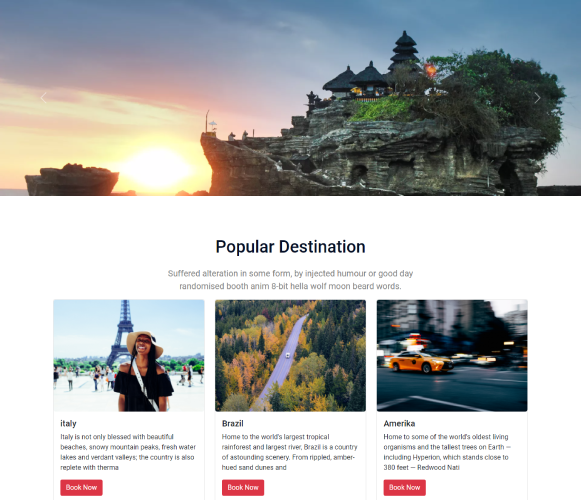 Popular Destination
Suffered alteration in some form, by injected humour or good day
randomised booth anim 8-bit hella wolf moon beard words.
italy
Italy is not only blessed with beautiful
beaches, snowy mountain peaks, fresh water
lakes and verdant valleys; the country is also
replete with therma
Book Now
Brazil
Home to the world's largest tropical
rainforest and largest river, Brazil is a country
of astounding scenery. From rippled, amber-
hued sand dunes and
Book Now
Amerika
Home to some of the world's oldest living
organisms and the tallest trees on Earth —
including Hyperion, which stands close to
380 feet — Redwood Nati
Book Now